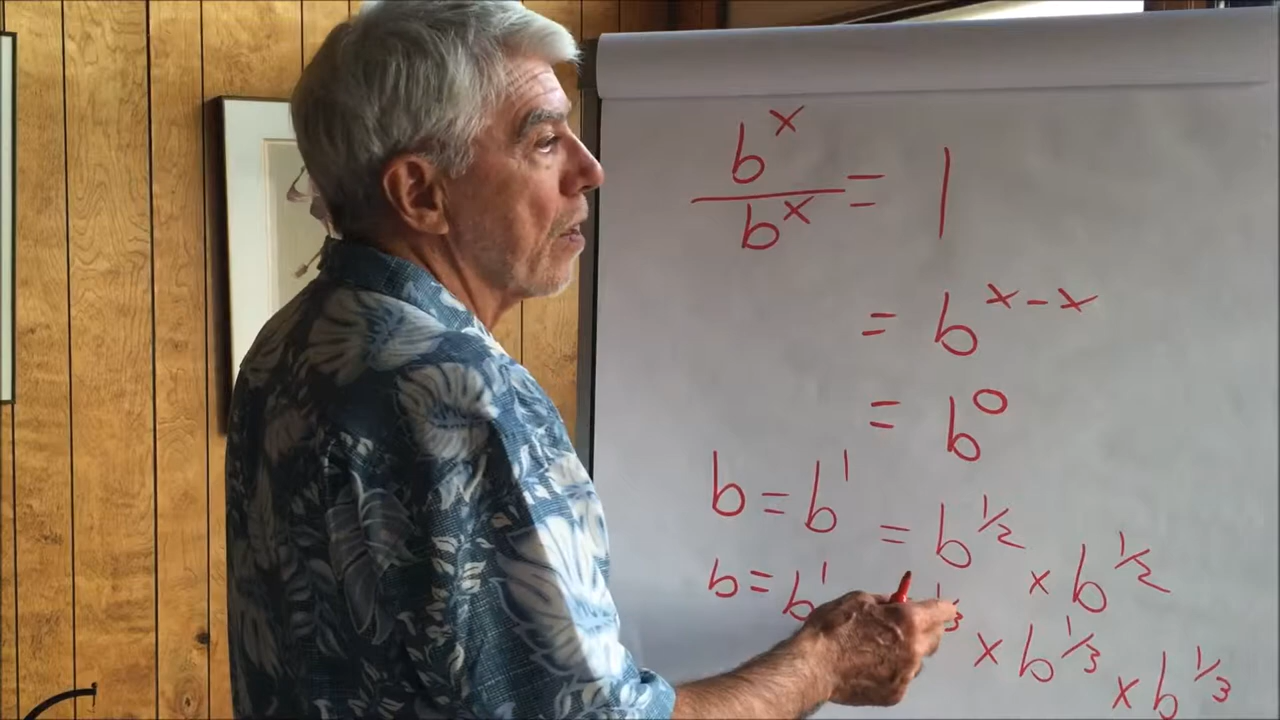 b^x / b^x = 1
= b^(x-x)
= b^0
b = b^1 = b^(1/2) × b^(1/2)
b = b^1 × b^(1/3) × b^(1/3)